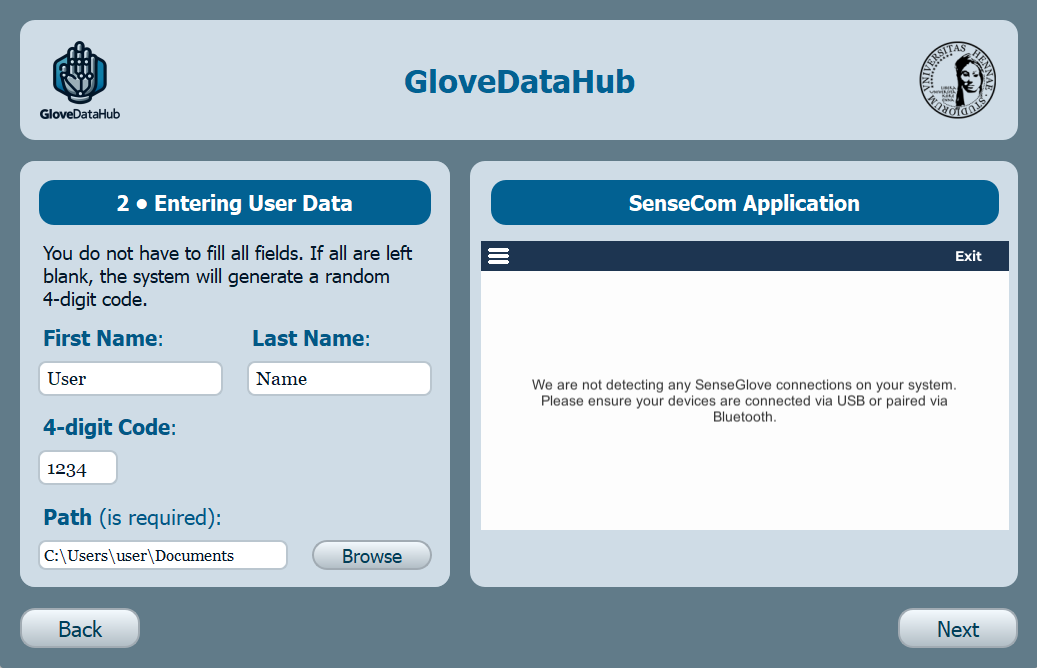 GloveDataHub
GloveDataHub
UNIVERSITAS HENNAE STUDIORUM
2 • Entering User Data
You do not have to fill all fields. If all are left
blank, the system will generate a random
4-digit code.
First Name:
Last Name:
User
Name
4-digit Code:
1234
Path (is required):
C:\Users\user\Documents
Browse
SenseCom Application
Exit
We are not detecting any SenseGlove connections on your system.
Please ensure your devices are connected via USB or paired via
Bluetooth.
Back
Next